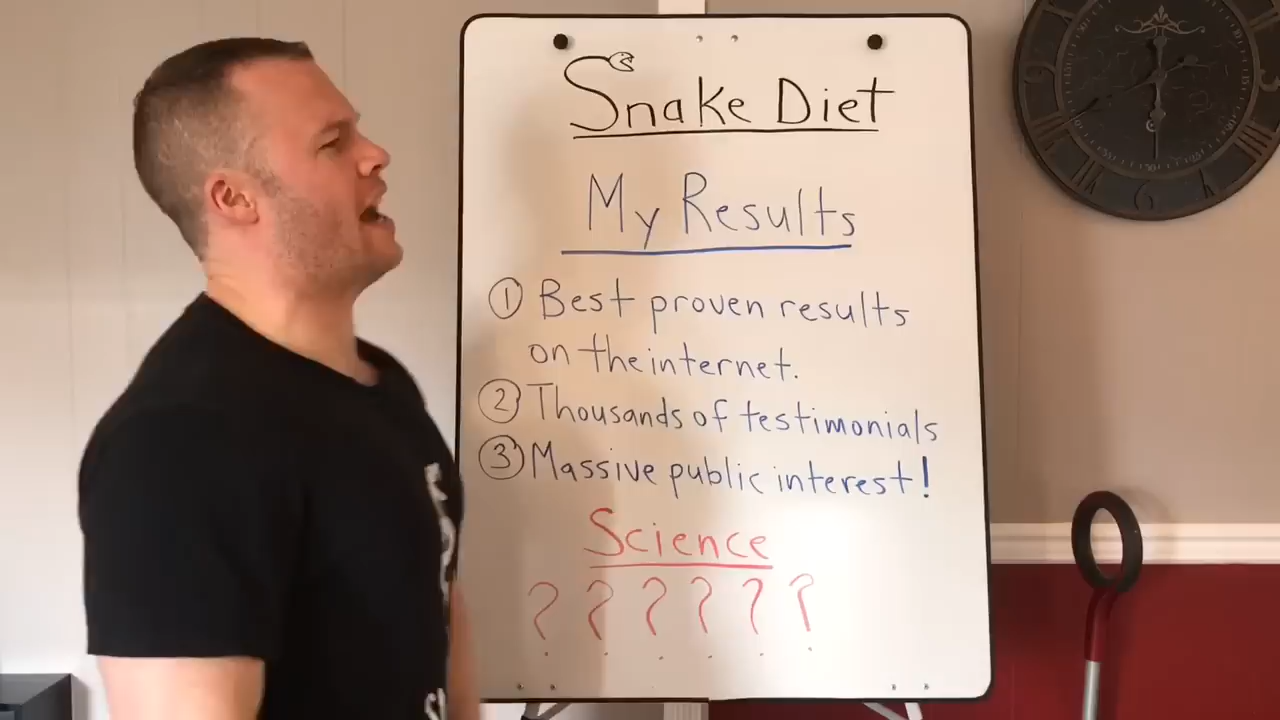 Snake Diet
My Results
① Best proven results
on the internet.
② Thousands of testimonials
③ Massive public interest!
Science
? ? ? ? ? ?